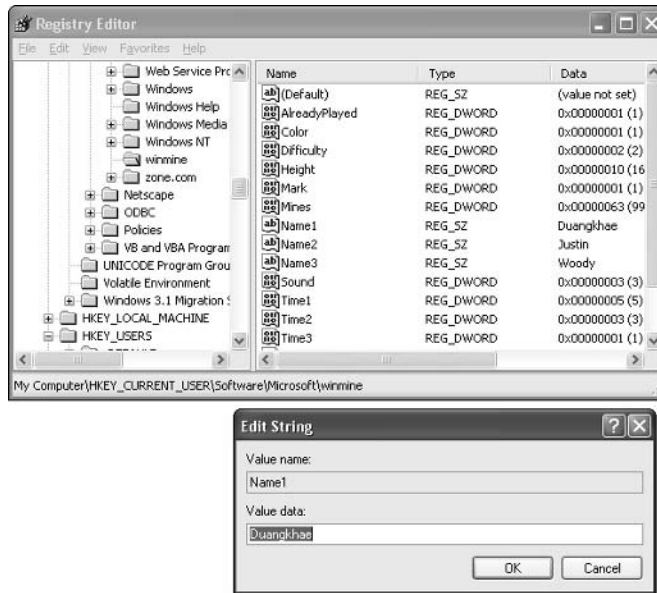 Registry Editor
File Edit View Favorites Help
Web Service Prc
Windows
Windows Help
Windows Media
Windows NT
winmine
zone.com
Netscape
ODBC
Policies
VB and VBA Program
UNICODE Program Grou
Volatile Environment
Windows 3.1 Migration
HKEY_LOCAL_MACHINE
HKEY_USERS
Name Type Data
(Default) REG_SZ (value not set)
AlreadyPlayed REG_DWORD 0x00000001 (1)
Color REG_DWORD 0x00000001 (1)
Difficulty REG_DWORD 0x00000002 (2)
Height REG_DWORD 0x00000010 (16
Mark REG_DWORD 0x00000001 (1)
Mines REG_DWORD 0x00000063 (99
Name1 REG_SZ Duangkhae
Name2 REG_SZ Justin
Name3 REG_SZ Woody
Sound REG_DWORD 0x00000003 (3)
Time1 REG_DWORD 0x00000005 (5)
Time2 REG_DWORD 0x00000003 (3)
Time3 REG_DWORD 0x00000001 (1)
My Computer\HKEY_CURRENT_USER\Software\Microsoft\winmine
Edit String
Value name:
Name1
Value data:
Duangkhae
OK Cancel